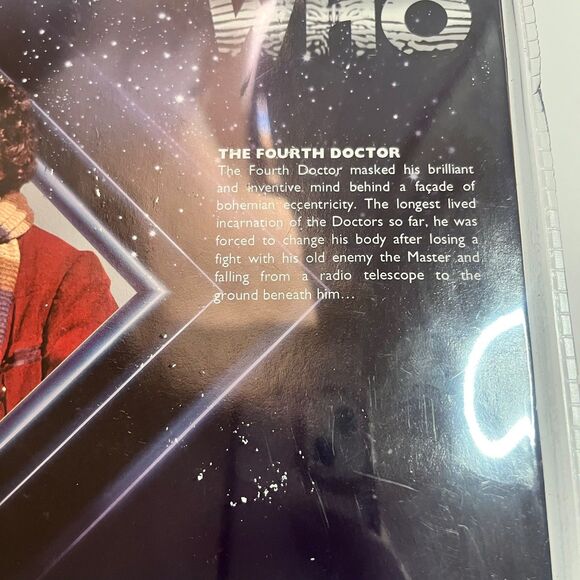 WHO
THE FOURTH DOCTOR
The Fourth Doctor masked his brilliant
and inventive mind behind a façade of
bohemian eccentricity. The longest lived
incarnation of the Doctors so far, he was
forced to change his body after losing a
fight with his old enemy the Master and
falling from a radio telescope to the
ground beneath him...